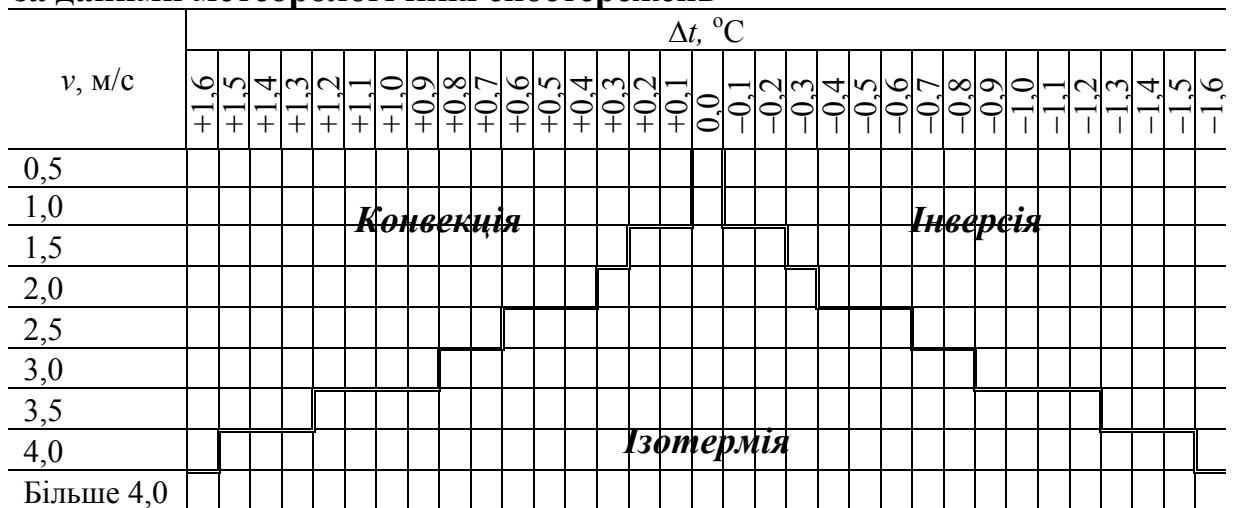 за даними метеорологічних спостережень
Δt, °C
v, м/с
+1,6 +1,5 +1,4 +1,3 +1,2 +1,1 +1,0 +0,9 +0,8 +0,7 +0,6 +0,5 +0,4 +0,3 +0,2 +0,1 0,0 –0,1 –0,2 –0,3 –0,4 –0,5 –0,6 –0,7 –0,8 –0,9 –1,0 –1,1 –1,2 –1,3 –1,4 –1,5 –1,6
0,5
1,0
Конвекція Інверсія
1,5
2,0
2,5
3,0
3,5
4,0 Ізотермія
Більше 4,0